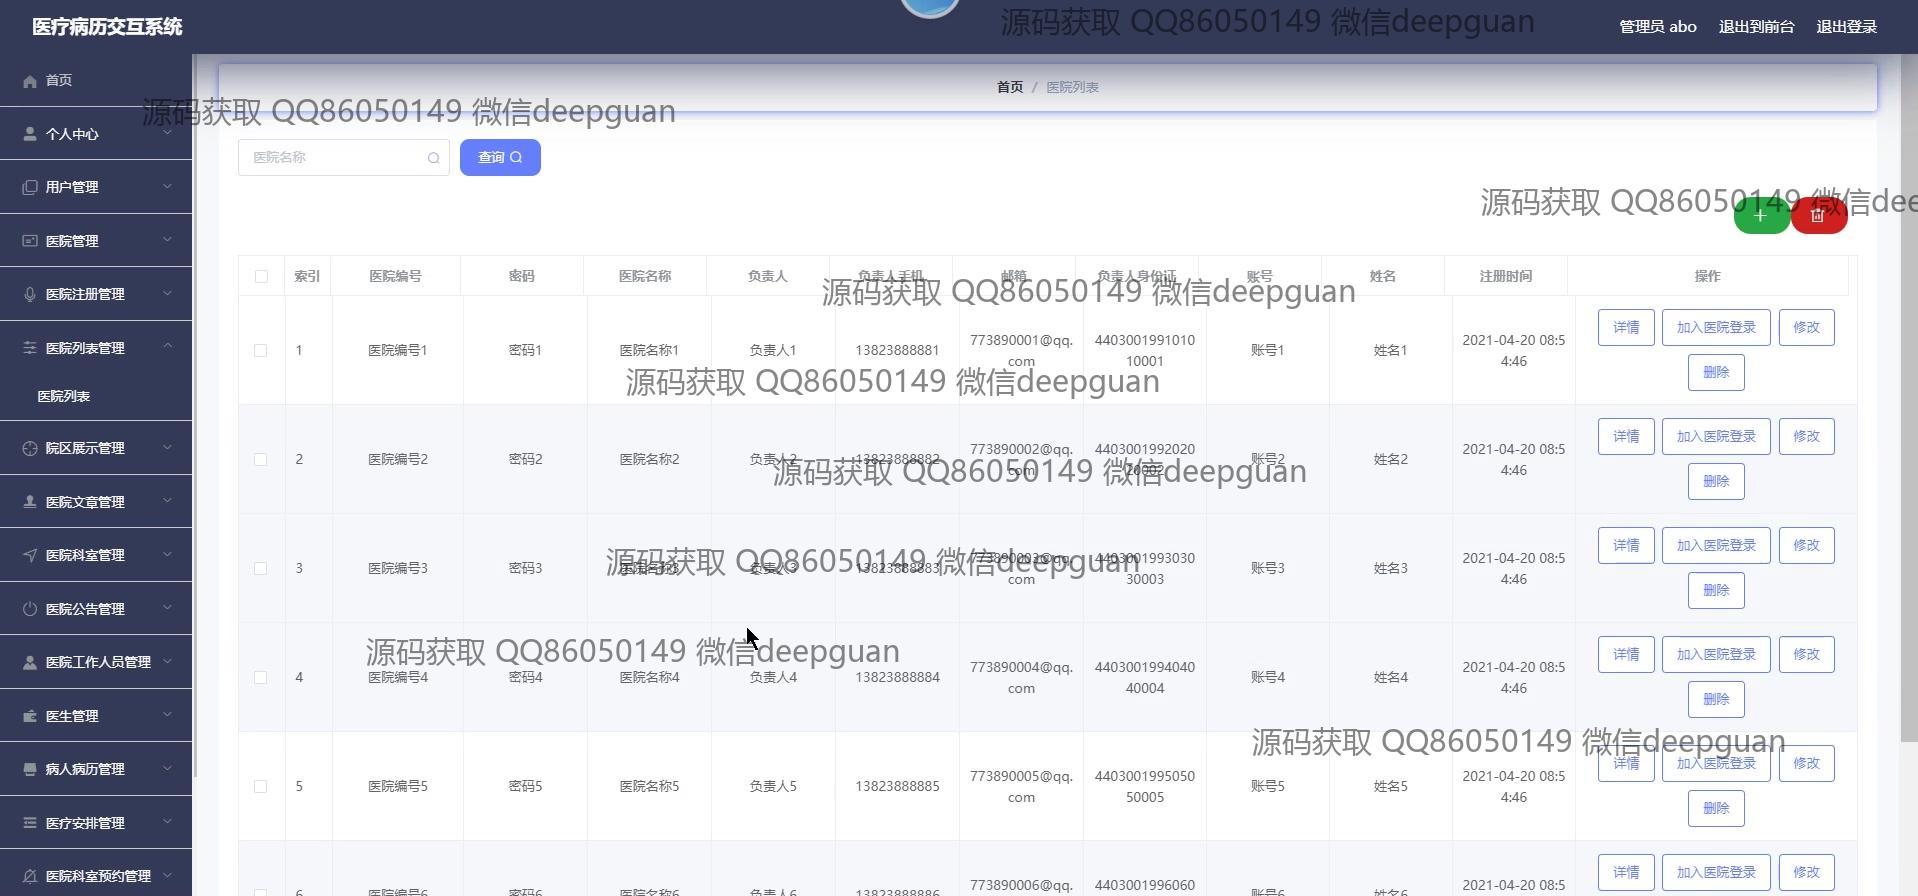 医疗病历交互系统
源码获取 QQ86050149 微信deepguan
管理员 abo 退出到前台 退出登录
首页
首页 / 医院列表
源码获取 QQ86050149 微信deepguan
个人中心
医院名称 查询
用户管理
源码获取 QQ86050149 微信dee
医院管理
索引 医院编号 密码 医院名称 负责人 负责人手机 邮箱 负责人身份证 账号 姓名 注册时间 操作
源码获取 QQ86050149 微信deepguan
医院注册管理
1 医院编号1 密码1 医院名称1 负责人1 13823888881 773890001@qq.com 440300199101010001 账号1 姓名1 2021-04-20 08:54:46 详情 加入医院登录 修改 删除
医院列表管理
源码获取 QQ86050149 微信deepguan
医院列表
2 医院编号2 密码2 医院名称2 负责人2 13823888882 773890002@qq.com 440300199202020002 账号2 姓名2 2021-04-20 08:54:46 详情 加入医院登录 修改 删除
院区展示管理
源码获取 QQ86050149 微信deepguan
医院文章管理
3 医院编号3 密码3 医院名称3 负责人3 13823888883 773890003@qq.com 440300199303030003 账号3 姓名3 2021-04-20 08:54:46 详情 加入医院登录 修改 删除
源码获取 QQ86050149 微信deepguan
医院科室管理
医院公告管理
源码获取 QQ86050149 微信deepguan
4 医院编号4 密码4 医院名称4 负责人4 13823888884 773890004@qq.com 440300199404040004 账号4 姓名4 2021-04-20 08:54:46 详情 加入医院登录 修改 删除
医院工作人员管理
医生管理
源码获取 QQ86050149 微信deepguan
5 医院编号5 密码5 医院名称5 负责人5 13823888885 773890005@qq.com 440300199505050005 账号5 姓名5 2021-04-20 08:54:46 详情 加入医院登录 修改 删除
病人病历管理
医疗安排管理
医院科室预约管理
6 医院编号6 密码6 医院名称6 负责人6 13823888886 773890006@qq. 4403001996060 账号6 姓名6 2021-04-20 08:5 详情 加入医院登录 修改